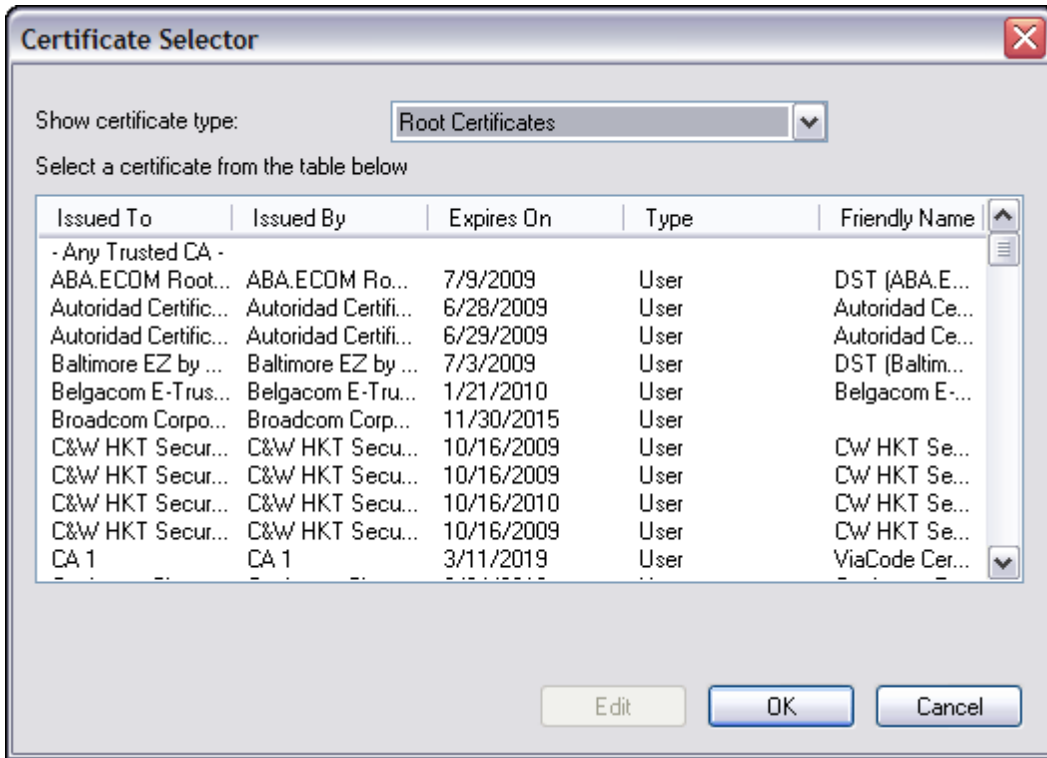 Certificate Selector
Show certificate type: Root Certificates
Select a certificate from the table below
Issued To Issued By Expires On Type Friendly Name
- Any Trusted CA -
ABA.ECOM Root... ABA.ECOM Ro... 7/9/2009 User DST (ABA.E...
Autoridad Certific... Autoridad Certifi... 6/28/2009 User Autoridad Ce...
Autoridad Certific... Autoridad Certifi... 6/29/2009 User Autoridad Ce...
Baltimore EZ by ... Baltimore EZ by ... 7/3/2009 User DST (Baltim...
Belgacom E-Trus... Belgacom E-Tru... 1/21/2010 User Belgacom E-...
Broadcom Corpo... Broadcom Corp... 11/30/2015 User
C&W HKT Secur... C&W HKT Secu... 10/16/2009 User CW HKT Se...
C&W HKT Secur... C&W HKT Secu... 10/16/2009 User CW HKT Se...
C&W HKT Secur... C&W HKT Secu... 10/16/2010 User CW HKT Se...
C&W HKT Secur... C&W HKT Secu... 10/16/2009 User CW HKT Se...
CA 1 CA 1 3/11/2019 User ViaCode Cer...
Edit OK Cancel